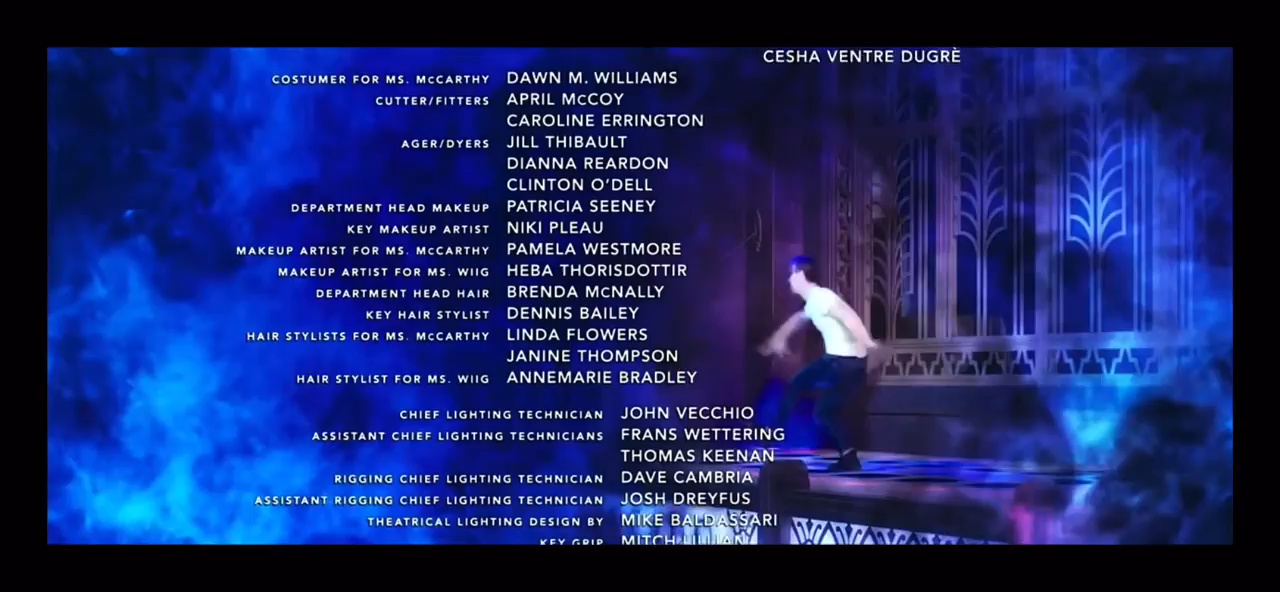 CESHA VENTRE DUGRÈ
COSTUMER FOR MS. McCARTHY DAWN M. WILLIAMS
CUTTER/FITTERS APRIL McCOY
CAROLINE ERRINGTON
AGER/DYERS JILL THIBAULT
DIANNA REARDON
CLINTON O'DELL
DEPARTMENT HEAD MAKEUP PATRICIA SEENEY
KEY MAKEUP ARTIST NIKI PLEAU
MAKEUP ARTIST FOR MS. McCARTHY PAMELA WESTMORE
MAKEUP ARTIST FOR MS. WIIG HEBA THORISDOTTIR
DEPARTMENT HEAD HAIR BRENDA McNALLY
KEY HAIR STYLIST DENNIS BAILEY
HAIR STYLISTS FOR MS. McCARTHY LINDA FLOWERS
JANINE THOMPSON
HAIR STYLIST FOR MS. WIIG ANNEMARIE BRADLEY
CHIEF LIGHTING TECHNICIAN JOHN VECCHIO
ASSISTANT CHIEF LIGHTING TECHNICIANS FRANS WETTERING
THOMAS KEENAN
RIGGING CHIEF LIGHTING TECHNICIAN DAVE CAMBRIA
ASSISTANT RIGGING CHIEF LIGHTING TECHNICIAN JOSH DREYFUS
THEATRICAL LIGHTING DESIGN BY MIKE BALDASSARI
KEY GRIP MITCH LILLIAN